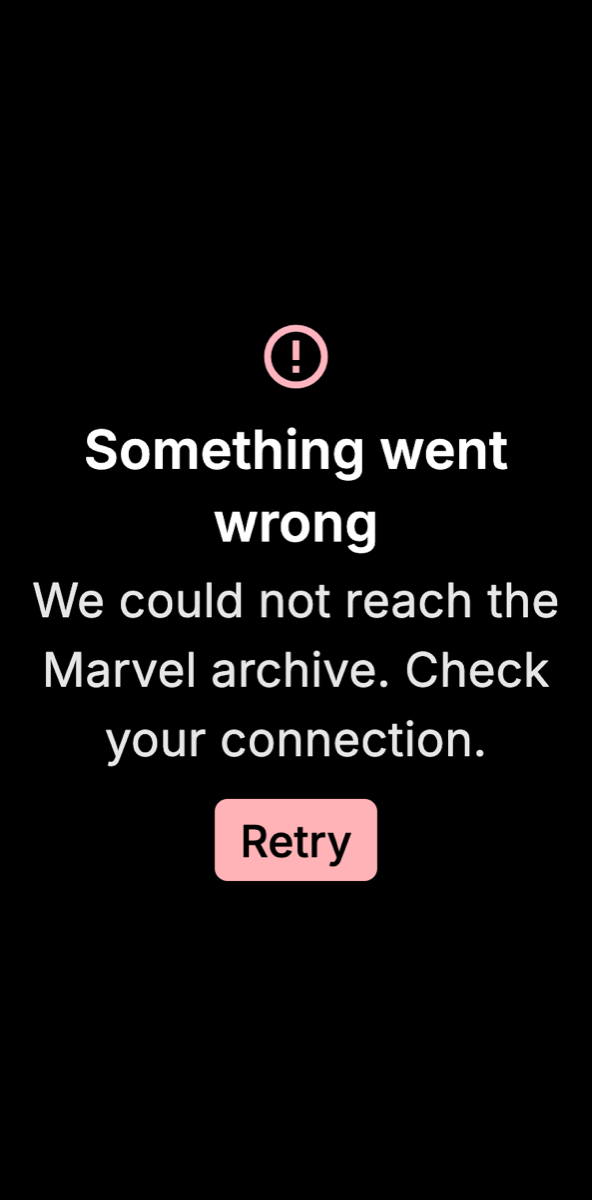 Something went
wrong
We could not reach the
Marvel archive. Check
your connection.
Retry